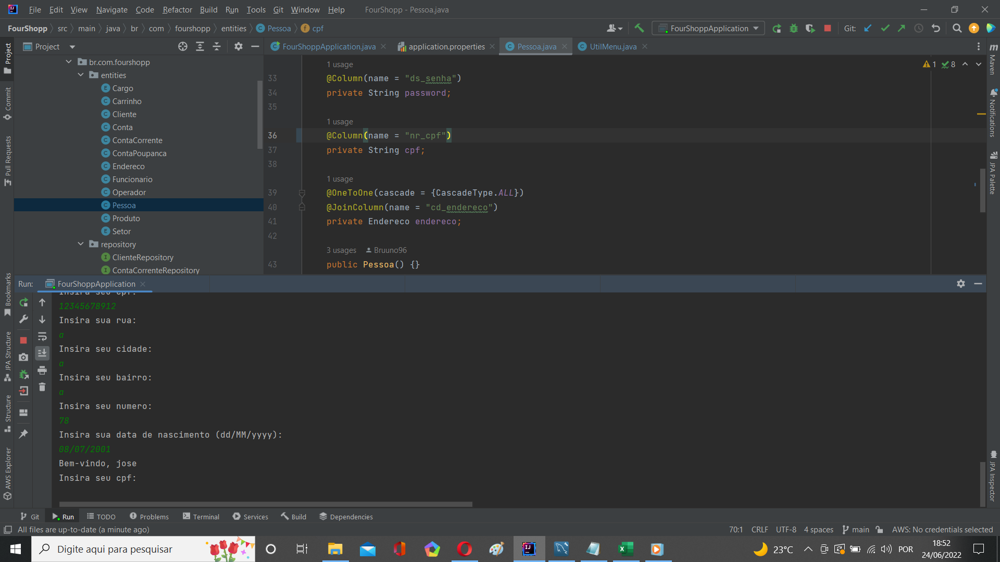 File Edit View Navigate Code Refactor Build Run Tools Git Window Help FourShopp - Pessoa.java
FourShopp src main java br com fourshopp entities Pessoa cpf FourShoppApplication Git:
Project FourShoppApplication.java application.properties Pessoa.java UtilMenu.java
br.com.fourshopp
entities
Cargo
Carrinho
Cliente
Conta
ContaCorrente
ContaPoupanca
Endereco
Funcionario
Operador
Pessoa
Produto
Setor
repository
ClienteRepository
ContaCorrenteRepository
1 usage
33 @Column(name = "ds_senha")
34 private String password;
35
1 usage
36 @Column(name = "nr_cpf")
37 private String cpf;
38
1 usage
39 @OneToOne(cascade = {CascadeType.ALL})
40 @JoinColumn(name = "cd_endereco")
41 private Endereco endereco;
42
3 usages Bruuno96
43 public Pessoa() {}
1 8
Project
Commit
Pull Requests
Bookmarks
JPA Structure
Structure
AWS Explorer
Maven
Notifications
JPA Palette
JPA Inspector
Run: FourShoppApplication
Insira seu cpf:
12345678912
Insira sua rua:
a
Insira seu cidade:
a
Insira seu bairro:
a
Insira seu numero:
78
Insira sua data de nascimento (dd/MM/yyyy):
08/07/2001
Bem-vindo, jose
Insira seu cpf:
Git Run TODO Problems Terminal Services Build Dependencies
All files are up-to-date (a minute ago) 70:1 CRLF UTF-8 4 spaces main AWS: No credentials selected
Digite aqui para pesquisar 23°C POR 18:52
24/06/2022